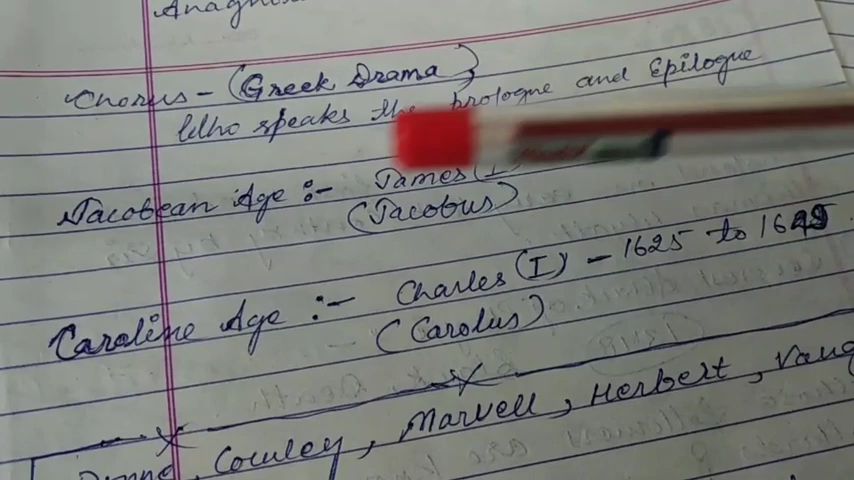 Chorus - (Greek Drama)
Who speaks the prologue and Epilogue
Jacobean Age :- James (I)
(Jacobus)
Caroline Age :- Charles (I) - 1625 to 1649
(Carolus)
Donne, Cowley, Marvell, Herbert,